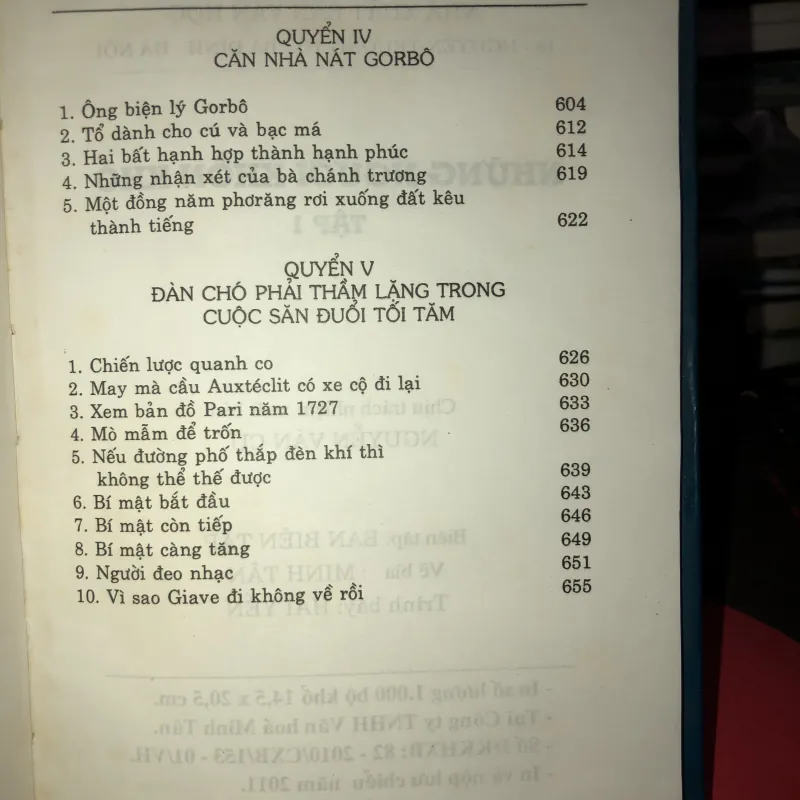 QUYỂN IV
CĂN NHÀ NÁT GORBÔ
1. Ông biện lý Gorbô 604
2. Tổ dành cho cú và bạc má 612
3. Hai bất hạnh hợp thành hạnh phúc 614
4. Những nhận xét của bà chánh trương 619
5. Một đồng năm phơrăng rơi xuống đất kêu
thành tiếng 622
QUYỂN V
ĐÀN CHÓ PHẢI THẦM LẶNG TRONG
CUỘC SĂN ĐUỔI TỐI TĂM
1. Chiến lược quanh co 626
2. May mà cầu Auxtéclit có xe cộ đi lại 630
3. Xem bản đồ Pari năm 1727 633
4. Mò mẫm để trốn 636
5. Nếu đường phố thắp đèn khí thì
không thể thế được 639
6. Bí mật bắt đầu 643
7. Bí mật còn tiếp 646
8. Bí mật càng tăng 649
9. Người đeo nhạc 651
10. Vì sao Giave đi không về rồi 655